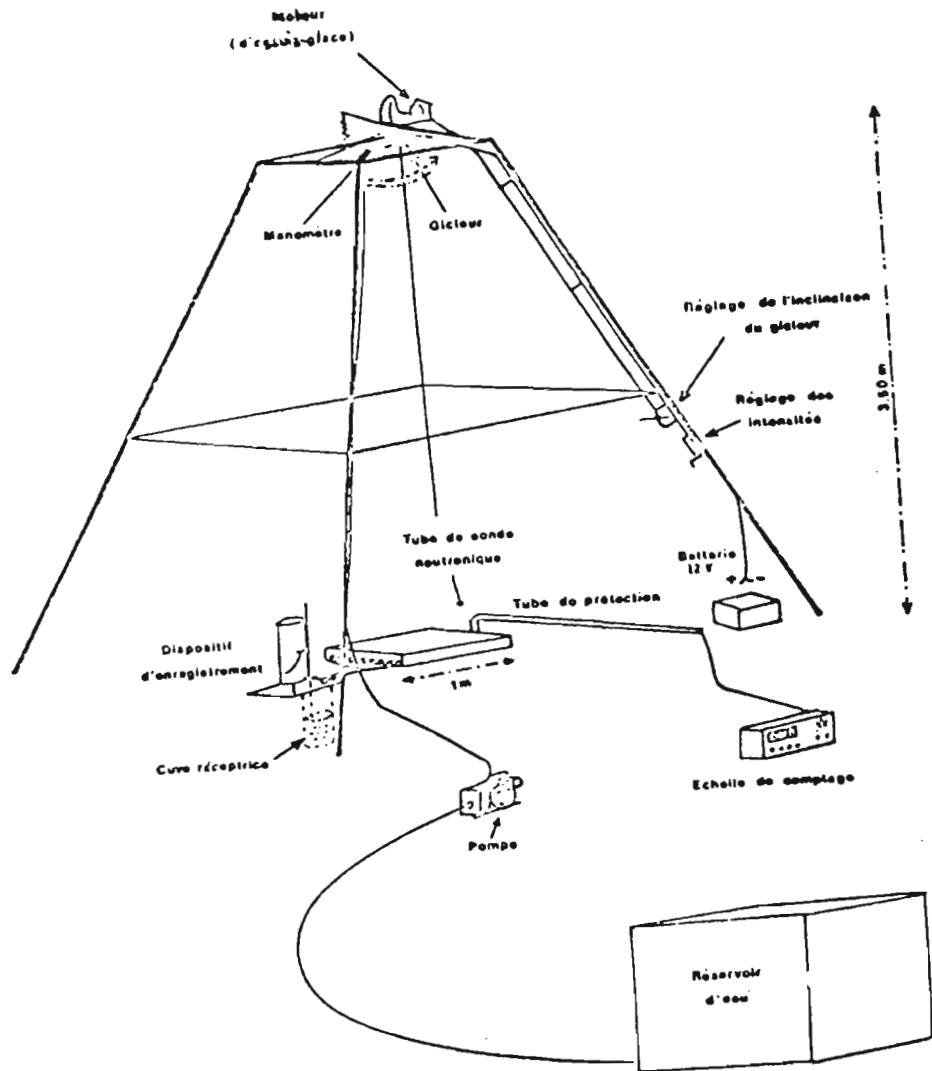 Moteur
(d'essuie-glace)
Manomètre
Gicleur
Réglage de l'inclinaison
du gicleur
Réglage des
intensités
3,50 m
Tube de sonde
neutronique
Batterie
12 V
+ -
Tube de protection
Dispositif
d'enregistrement
1 m
Cuve réceptrice
Echelle de comptage
Pompe
Réservoir
d'eau